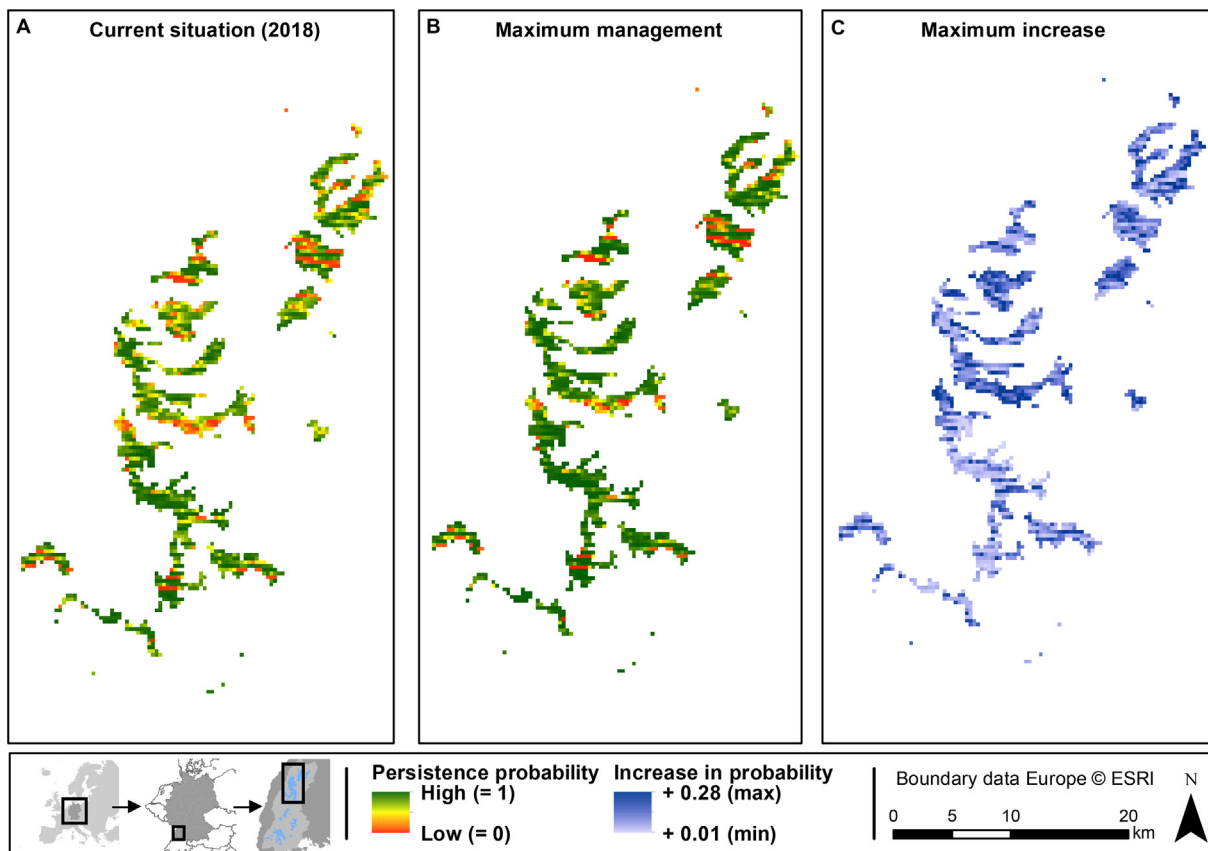 A Current situation (2018)
B Maximum management
C Maximum increase
Persistence probability
High (= 1)
Low (= 0)
Increase in probability
+ 0.28 (max)
+ 0.01 (min)
Boundary data Europe © ESRI
N
0 5 10 20
km